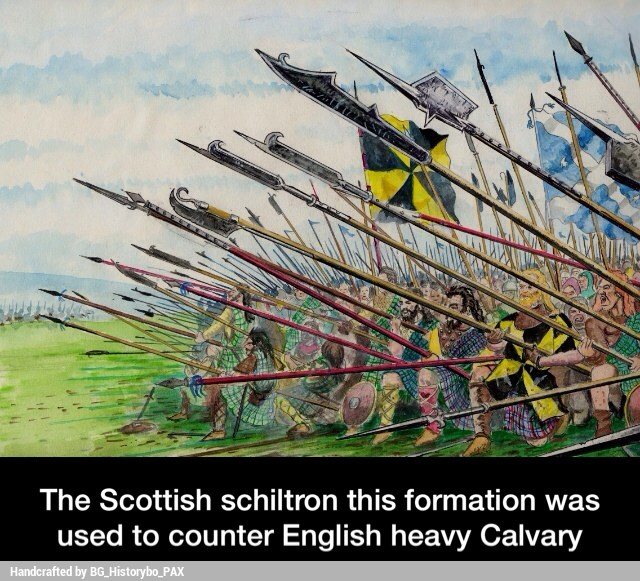 The Scottish schiltron this formation was
used to counter English heavy Calvary
Handcrafted by BG_Historybo_PAX